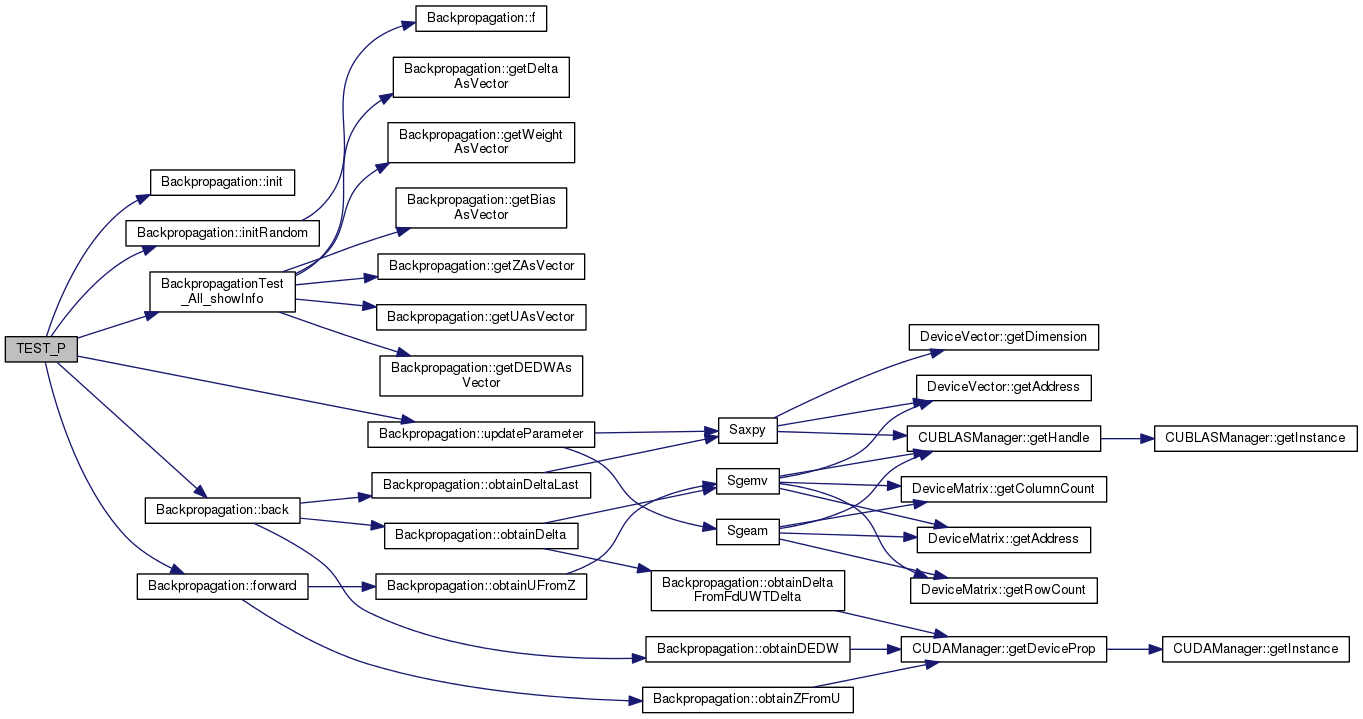 Backpropagation::f
Backpropagation::getDelta
AsVector
Backpropagation::getWeight
AsVector
Backpropagation::init
Backpropagation::getBias
AsVector
Backpropagation::initRandom
Backpropagation::getZAsVector
BackpropagationTest
_All_showInfo
Backpropagation::getUAsVector
DeviceVector::getDimension
TEST_P
Backpropagation::getDEDWAs
Vector
DeviceVector::getAddress
Backpropagation::updateParameter
Saxpy
CUBLASManager::getHandle
CUBLASManager::getInstance
Backpropagation::obtainDeltaLast
Sgemv
DeviceMatrix::getColumnCount
Backpropagation::back
Backpropagation::obtainDelta
Sgeam
DeviceMatrix::getAddress
Backpropagation::forward
Backpropagation::obtainUFromZ
Backpropagation::obtainDelta
FromFdUWTDelta
DeviceMatrix::getRowCount
Backpropagation::obtainDEDW
CUDAManager::getDeviceProp
CUDAManager::getInstance
Backpropagation::obtainZFromU